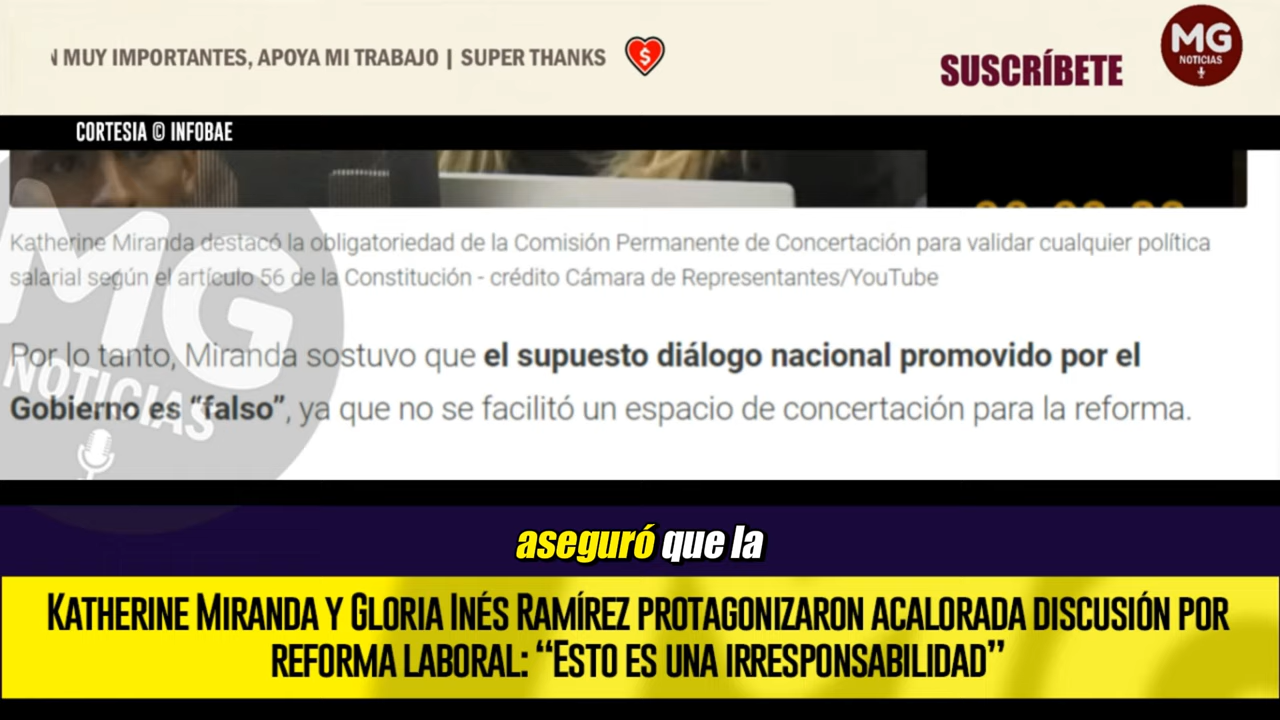 N MUY IMPORTANTES, APOYA MI TRABAJO | SUPER THANKS
$
SUSCRÍBETE
MG
NOTICIAS
CORTESIA © INFOBAE
Katherine Miranda destacó la obligatoriedad de la Comisión Permanente de Concertación para validar cualquier política
salarial según el artículo 56 de la Constitución - crédito Cámara de Representantes/YouTube
Por lo tanto, Miranda sostuvo que el supuesto diálogo nacional promovido por el
Gobierno es “falso”, ya que no se facilitó un espacio de concertación para la reforma.
MG
NOTICIAS
aseguró que la
KATHERINE MIRANDA Y GLORIA INÉS RAMÍREZ PROTAGONIZARON ACALORADA DISCUSIÓN POR
REFORMA LABORAL: “ESTO ES UNA IRRESPONSABILIDAD”